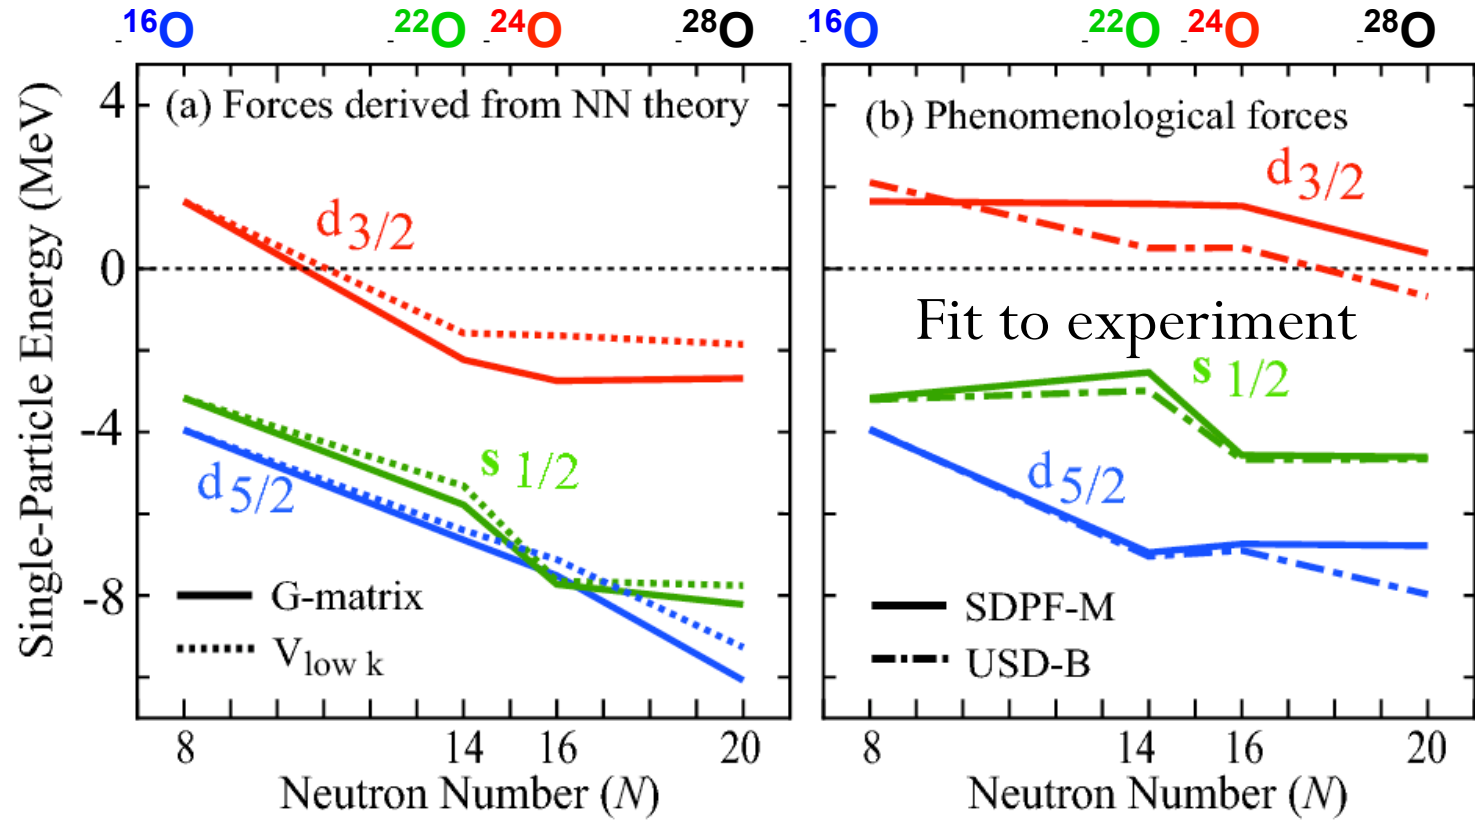 -16O -22O -24O -28O -16O -22O -24O -28O
(a) Forces derived from NN theory
(b) Phenomenological forces
Single-Particle Energy (MeV)
4
0
-4
-8
d3/2
s 1/2
d5/2
G-matrix
Vlow k
8 14 16 20
Neutron Number (N)
d3/2
Fit to experiment
s 1/2
d5/2
SDPF-M
USD-B
8 14 16 20
Neutron Number (N)